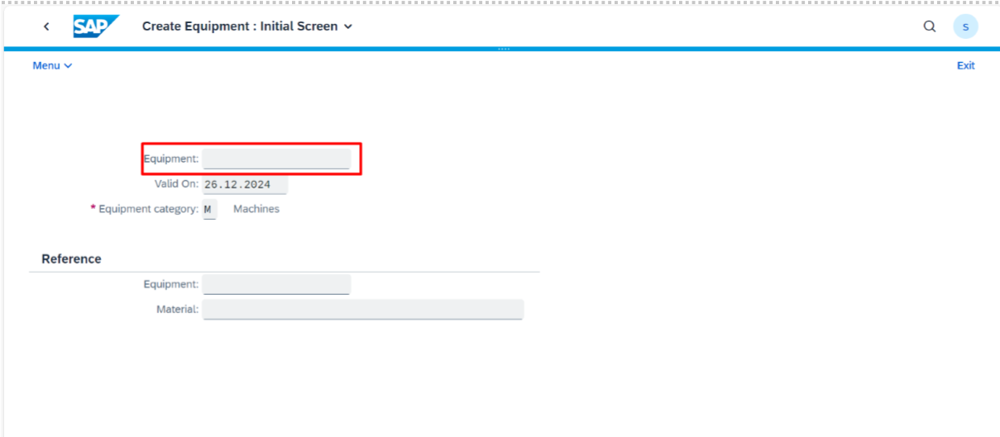 SAP Create Equipment : Initial Screen S
Menu Exit
Equipment:
Valid On: 26.12.2024
* Equipment category: M Machines
Reference
Equipment:
Material: